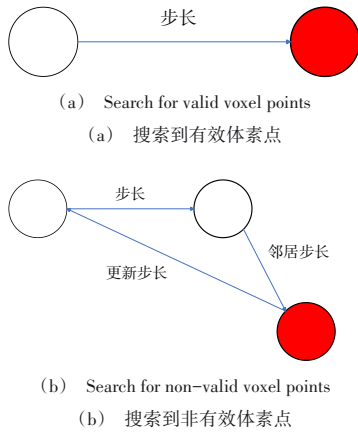 步长
（a） Search for valid voxel points
（a） 搜索到有效体素点
步长
邻居步长
更新步长
（b） Search for non-valid voxel points
（b） 搜索到非有效体素点